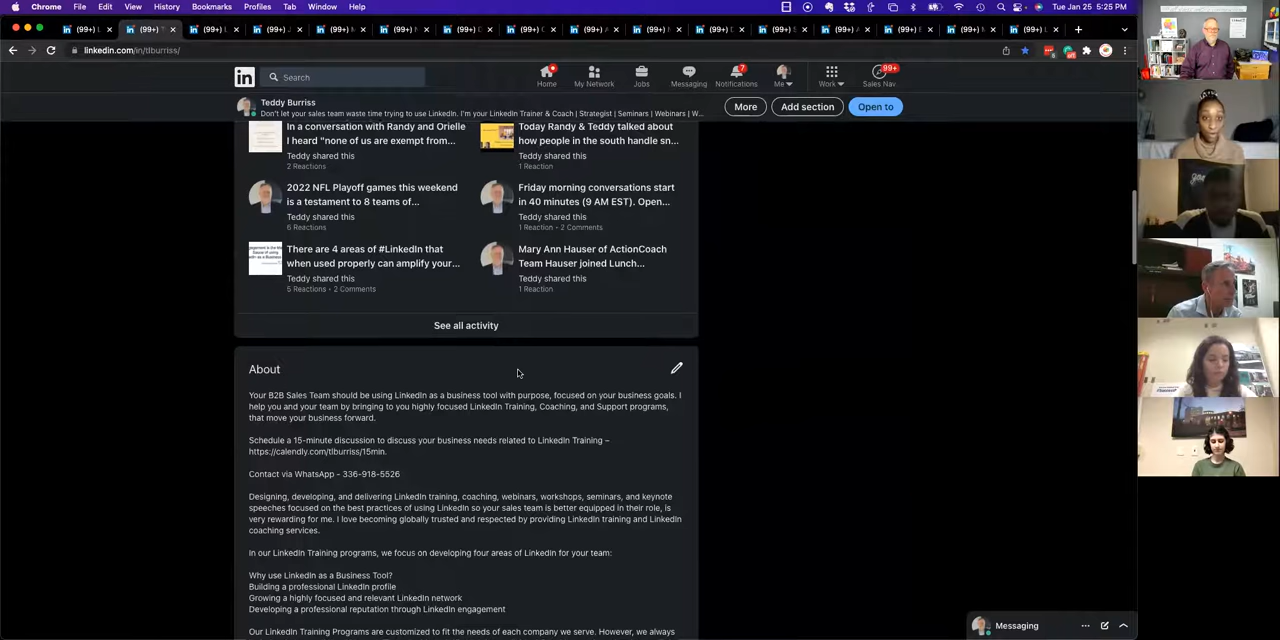 Chrome File Edit View History Bookmarks Profiles Tab Window Help
Tue Jan 25 5:25 PM
(99+)
linkedin.com/in/tlburriss/
in Search
Home
My Network
Jobs
Messaging
7
Notifications
Me
Work
99+
Sales Nav
Teddy Burriss
Don't let your sales team waste time trying to use LinkedIn. I'm your LinkedIn Trainer & Coach | Strategist | Seminars | Webinars | W...
More
Add section
Open to
In a conversation with Randy and Orielle
I heard "none of us are exempt from...
Teddy shared this
2 Reactions
Today Randy & Teddy talked about
how people in the south handle sn...
Teddy shared this
1 Reaction
2022 NFL Playoff games this weekend
is a testament to 8 teams of...
Teddy shared this
6 Reactions
Friday morning conversations start
in 40 minutes (9 AM EST). Open...
Teddy shared this
1 Reaction • 2 Comments
There are 4 areas of #LinkedIn that
when used properly can amplify your...
Teddy shared this
5 Reactions • 2 Comments
Mary Ann Hauser of ActionCoach
Team Hauser joined Lunch...
Teddy shared this
1 Reaction
See all activity
About
Your B2B Sales Team should be using LinkedIn as a business tool with purpose, focused on your business goals. I
help you and your team by bringing to you highly focused LinkedIn Training, Coaching, and Support programs,
that move your business forward.
Schedule a 15-minute discussion to discuss your business needs related to LinkedIn Training –
https://calendly.com/tlburriss/15min.
Contact via WhatsApp – 336-918-5526
Designing, developing, and delivering LinkedIn training, coaching, webinars, workshops, seminars, and keynote
speeches focused on the best practices of using LinkedIn so your sales team is better equipped in their role, is
very rewarding for me. I love becoming globally trusted and respected by providing LinkedIn training and LinkedIn
coaching services.
In our LinkedIn Training programs, we focus on developing four areas of LinkedIn for your team:
Why use LinkedIn as a Business Tool?
Building a professional LinkedIn profile
Growing a highly focused and relevant LinkedIn network
Developing a professional reputation through LinkedIn engagement
Our LinkedIn Training Programs are customized to fit the needs of each company we serve. However, we always
Messaging